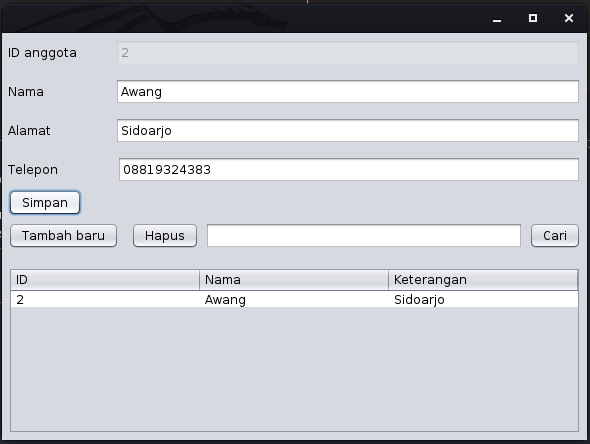 ID anggota 2
Nama Awang
Alamat Sidoarjo
Telepon 08819324383
Simpan
Tambah baru Hapus Cari
ID Nama Keterangan
2 Awang Sidoarjo